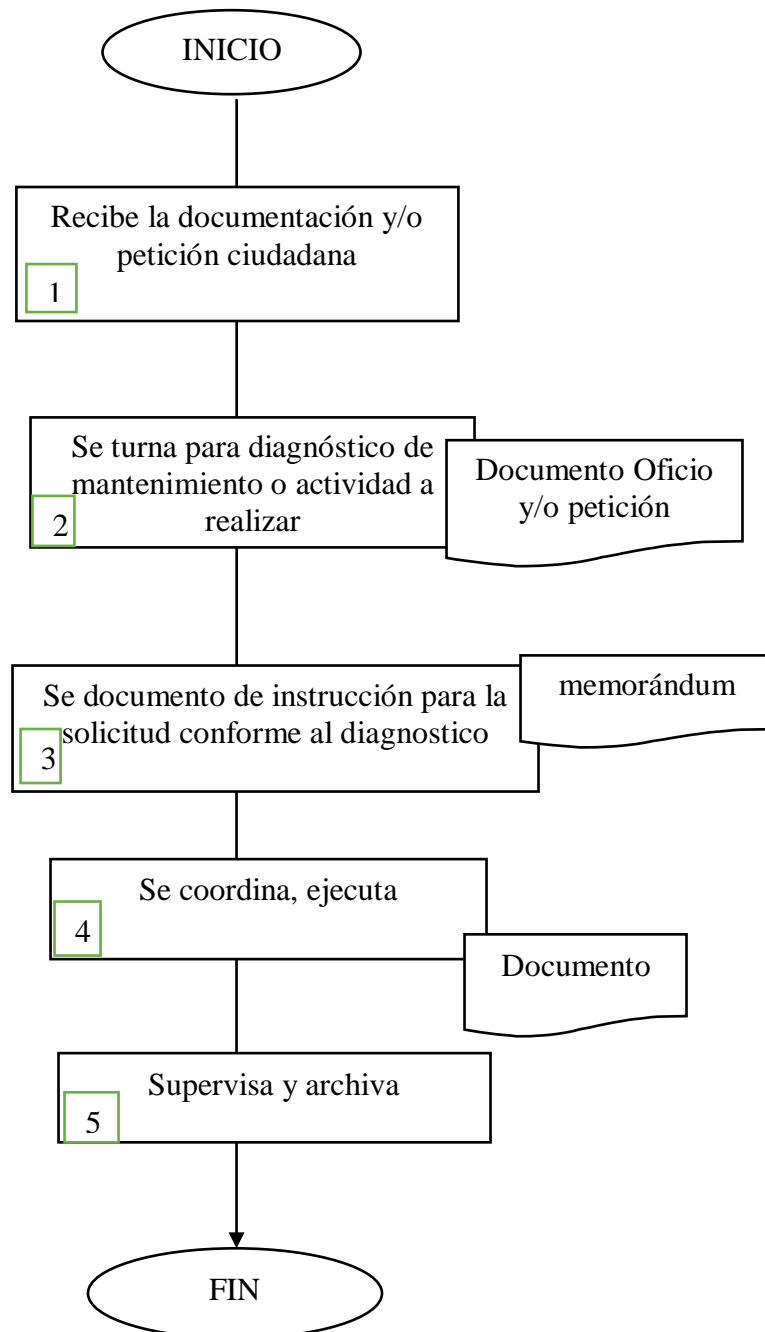 INICIO
Recibe la documentación y/o
petición ciudadana
1
Se turna para diagnóstico de
mantenimiento o actividad a
realizar
2
Documento Oficio
y/o petición
Se documento de instrucción para la
solicitud conforme al diagnostico
3
memorándum
Se coordina, ejecuta
4
Documento
Supervisa y archiva
5
FIN